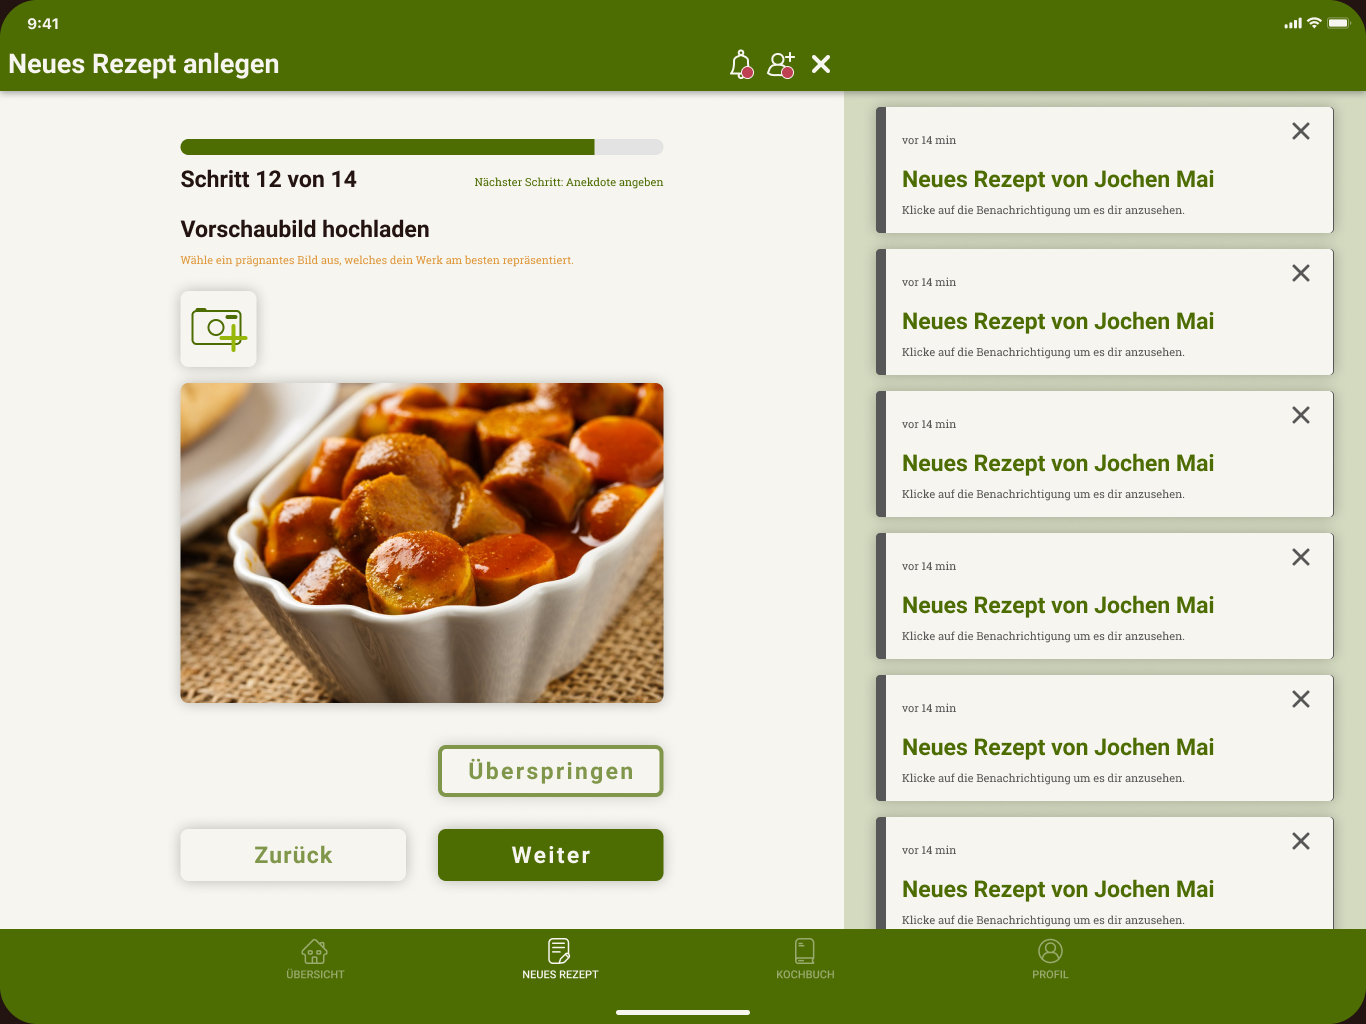 9:41
Neues Rezept anlegen
Schritt 12 von 14
Nächster Schritt: Anekdote angeben
Vorschaubild hochladen
Wähle ein prägnantes Bild aus, welches dein Werk am besten repräsentiert.
Überspringen
Zurück
Weiter
vor 14 min
Neues Rezept von Jochen Mai
Klicke auf die Benachrichtigung um es dir anzusehen.
vor 14 min
Neues Rezept von Jochen Mai
Klicke auf die Benachrichtigung um es dir anzusehen.
vor 14 min
Neues Rezept von Jochen Mai
Klicke auf die Benachrichtigung um es dir anzusehen.
vor 14 min
Neues Rezept von Jochen Mai
Klicke auf die Benachrichtigung um es dir anzusehen.
vor 14 min
Neues Rezept von Jochen Mai
Klicke auf die Benachrichtigung um es dir anzusehen.
vor 14 min
Neues Rezept von Jochen Mai
Klicke auf die Benachrichtigung um es dir anzusehen.
ÜBERSICHT
NEUES REZEPT
KOCHBUCH
PROFIL